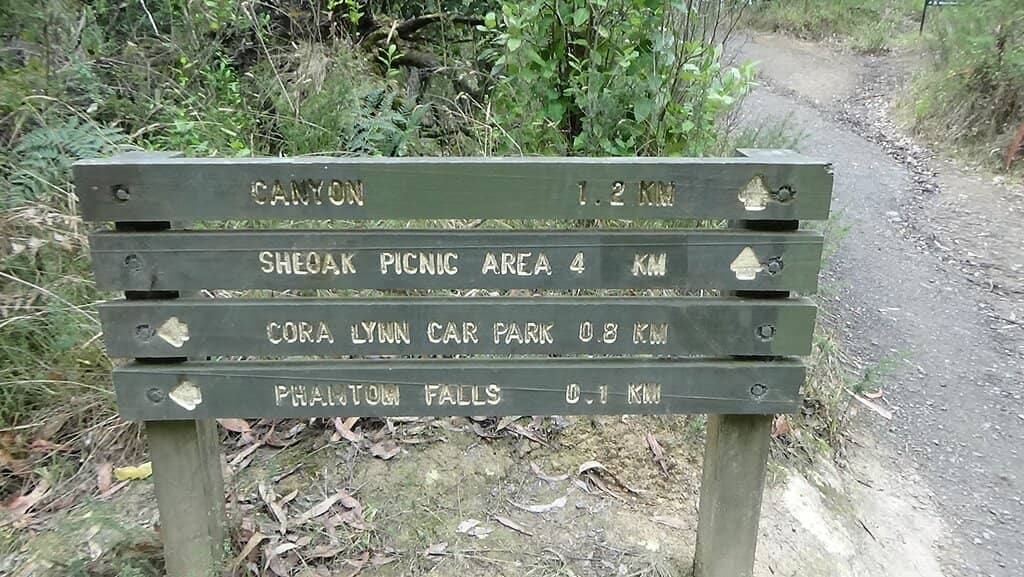 CANYON 1.2 KM
SHEOAK PICNIC AREA 4 KM
CORA LYNN CAR PARK 0.8 KM
PHANTOM FALLS 0.1 KM